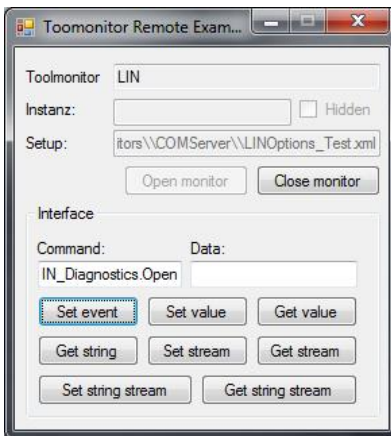 Toomonitor Remote Exam...
Toolmonitor LIN
Instanz: Hidden
Setup: itors\\COMServer\\LINOptions_Test.xml
Open monitor Close monitor
Interface
Command: Data:
IN_Diagnostics.Open
Set event Set value Get value
Get string Set stream Get stream
Set string stream Get string stream